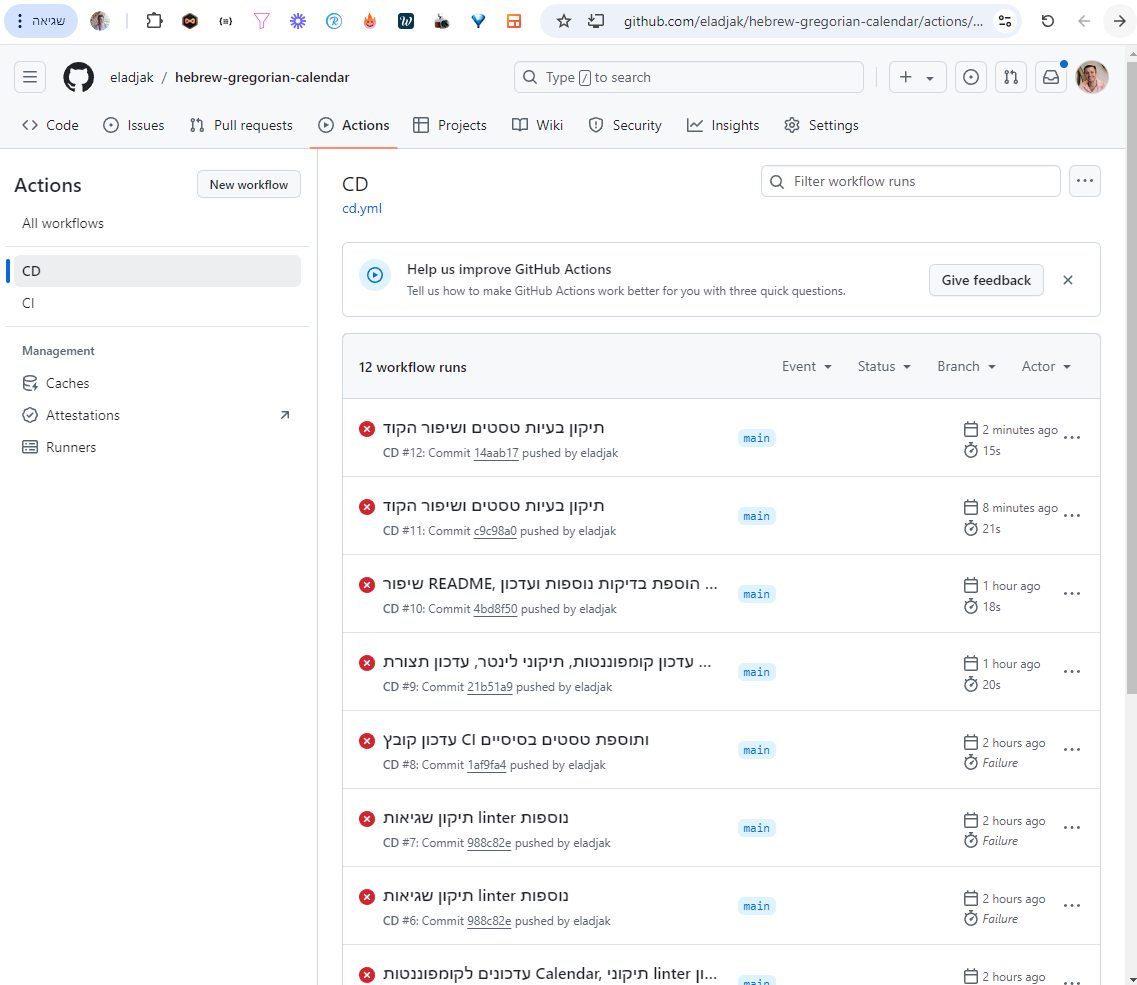 שגיאה
github.com/eladjak/hebrew-gregorian-calendar/actions/...
eladjak / hebrew-gregorian-calendar
Type / to search
Code Issues Pull requests Actions Projects Wiki Security Insights Settings
Actions
New workflow
All workflows
CD
CI
Management
Caches
Attestations
Runners
CD
cd.yml
Filter workflow runs
Help us improve GitHub Actions
Tell us how to make GitHub Actions work better for you with three quick questions.
Give feedback
12 workflow runs
Event Status Branch Actor
תיקון בעיות טסטים ושיפור הקוד
CD #12: Commit 14aab17 pushed by eladjak
main
2 minutes ago
15s
תיקון בעיות טסטים ושיפור הקוד
CD #11: Commit c9c98a0 pushed by eladjak
main
8 minutes ago
21s
שיפור README, הוספת בדיקות נוספות ועדכון ...
CD #10: Commit 4bd8f50 pushed by eladjak
main
1 hour ago
18s
עדכון קומפוננטות, תיקוני לינטר, עדכון תצורת ...
CD #9: Commit 21b51a9 pushed by eladjak
main
1 hour ago
20s
עדכון קובץ CI ותוספת טסטים בסיסיים
CD #8: Commit 1af9fa4 pushed by eladjak
main
2 hours ago
Failure
תיקון שגיאות linter נוספות
CD #7: Commit 988c82e pushed by eladjak
main
2 hours ago
Failure
תיקון שגיאות linter נוספות
CD #6: Commit 988c82e pushed by eladjak
main
2 hours ago
Failure
עדכונים לקומפוננטות Calendar, תיקוני linter ון...
main
2 hours ago